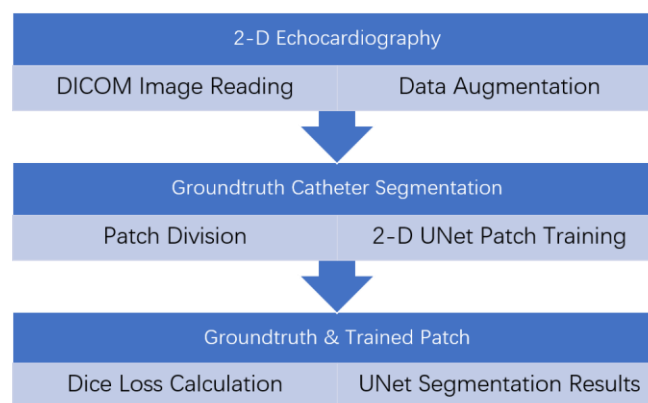 2-D Echocardiography
DICOM Image Reading
Data Augmentation
Groundtruth Catheter Segmentation
Patch Division
2-D UNet Patch Training
Groundtruth & Trained Patch
Dice Loss Calculation
UNet Segmentation Results